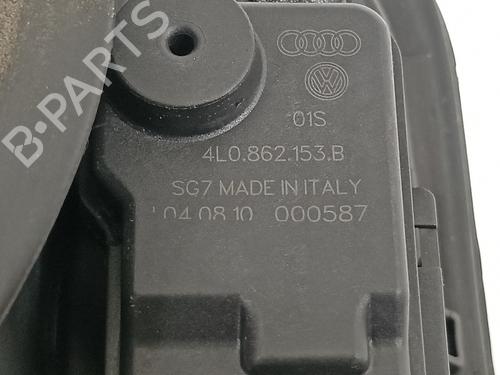 01S
4L0.862.153.B
SG7 MADE IN ITALY
04.08.10 000587
B-PARTS